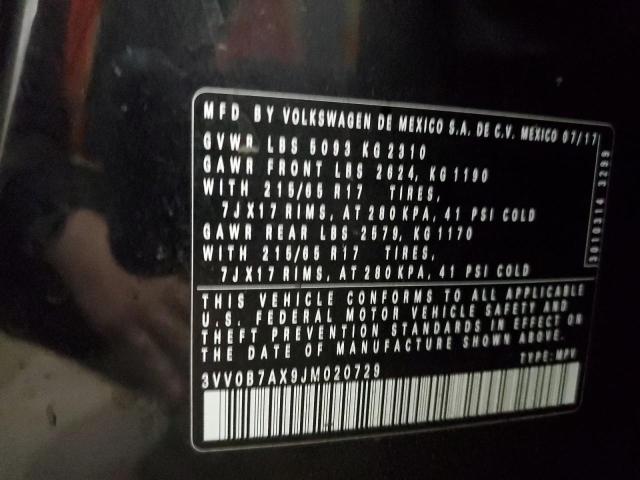 MFD BY VOLKSWAGEN DE MEXICO S.A. DE C.V. MEXICO 07/17
GVWR LBS 5093 KG 2310
GAWR FRONT LBS 2624, KG 1190
WITH 215/65 R17 TIRES,
7JX17 RIMS, AT 280 KPA, 41 PSI COLD
GAWR REAR LBS 2579, KG 1170
WITH 215/65 R17 TIRES,
7JX17 RIMS, AT 280 KPA, 41 PSI COLD
3010314 3299
THIS VEHICLE CONFORMS TO ALL APPLICABLE
U.S. FEDERAL MOTOR VEHICLE SAFETY AND
THEFT PREVENTION STANDARDS IN EFFECT ON
THE DATE OF MANUFACTURE SHOWN ABOVE.
3VV0B7AX9JM020729 TYPE: MPV